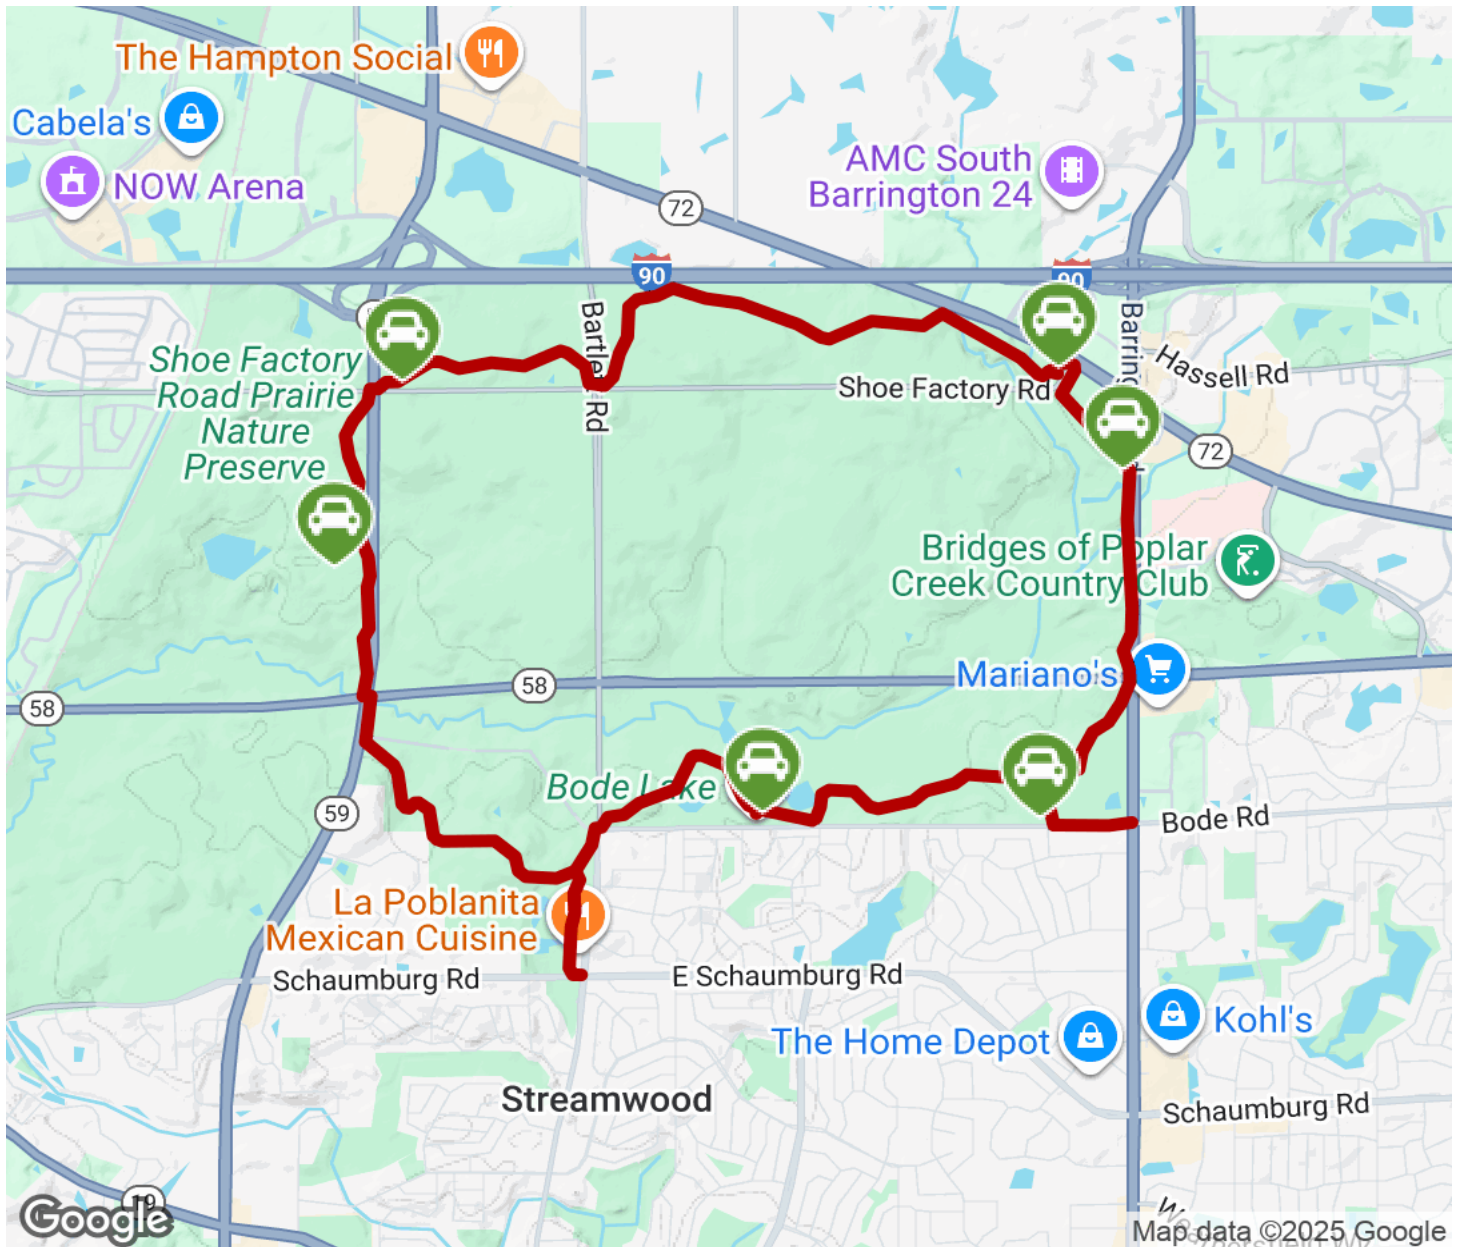 The Hampton Social
Cabela's
NOW Arena
AMC South
Barrington 24
72
90
90
Shoe Factory
Road Prairie
Nature
Preserve
Shoe Factory Rd
Hassell Rd
72
Bridges of Poplar
Creek Country Club
Mariano's
58
58
Bode Lake
59
Bode Rd
La Poblanita
Mexican Cuisine
Schaumburg Rd
E Schaumburg Rd
The Home Depot
Kohl's
Streamwood
Schaumburg Rd
19
Google
Map data ©2025 Google